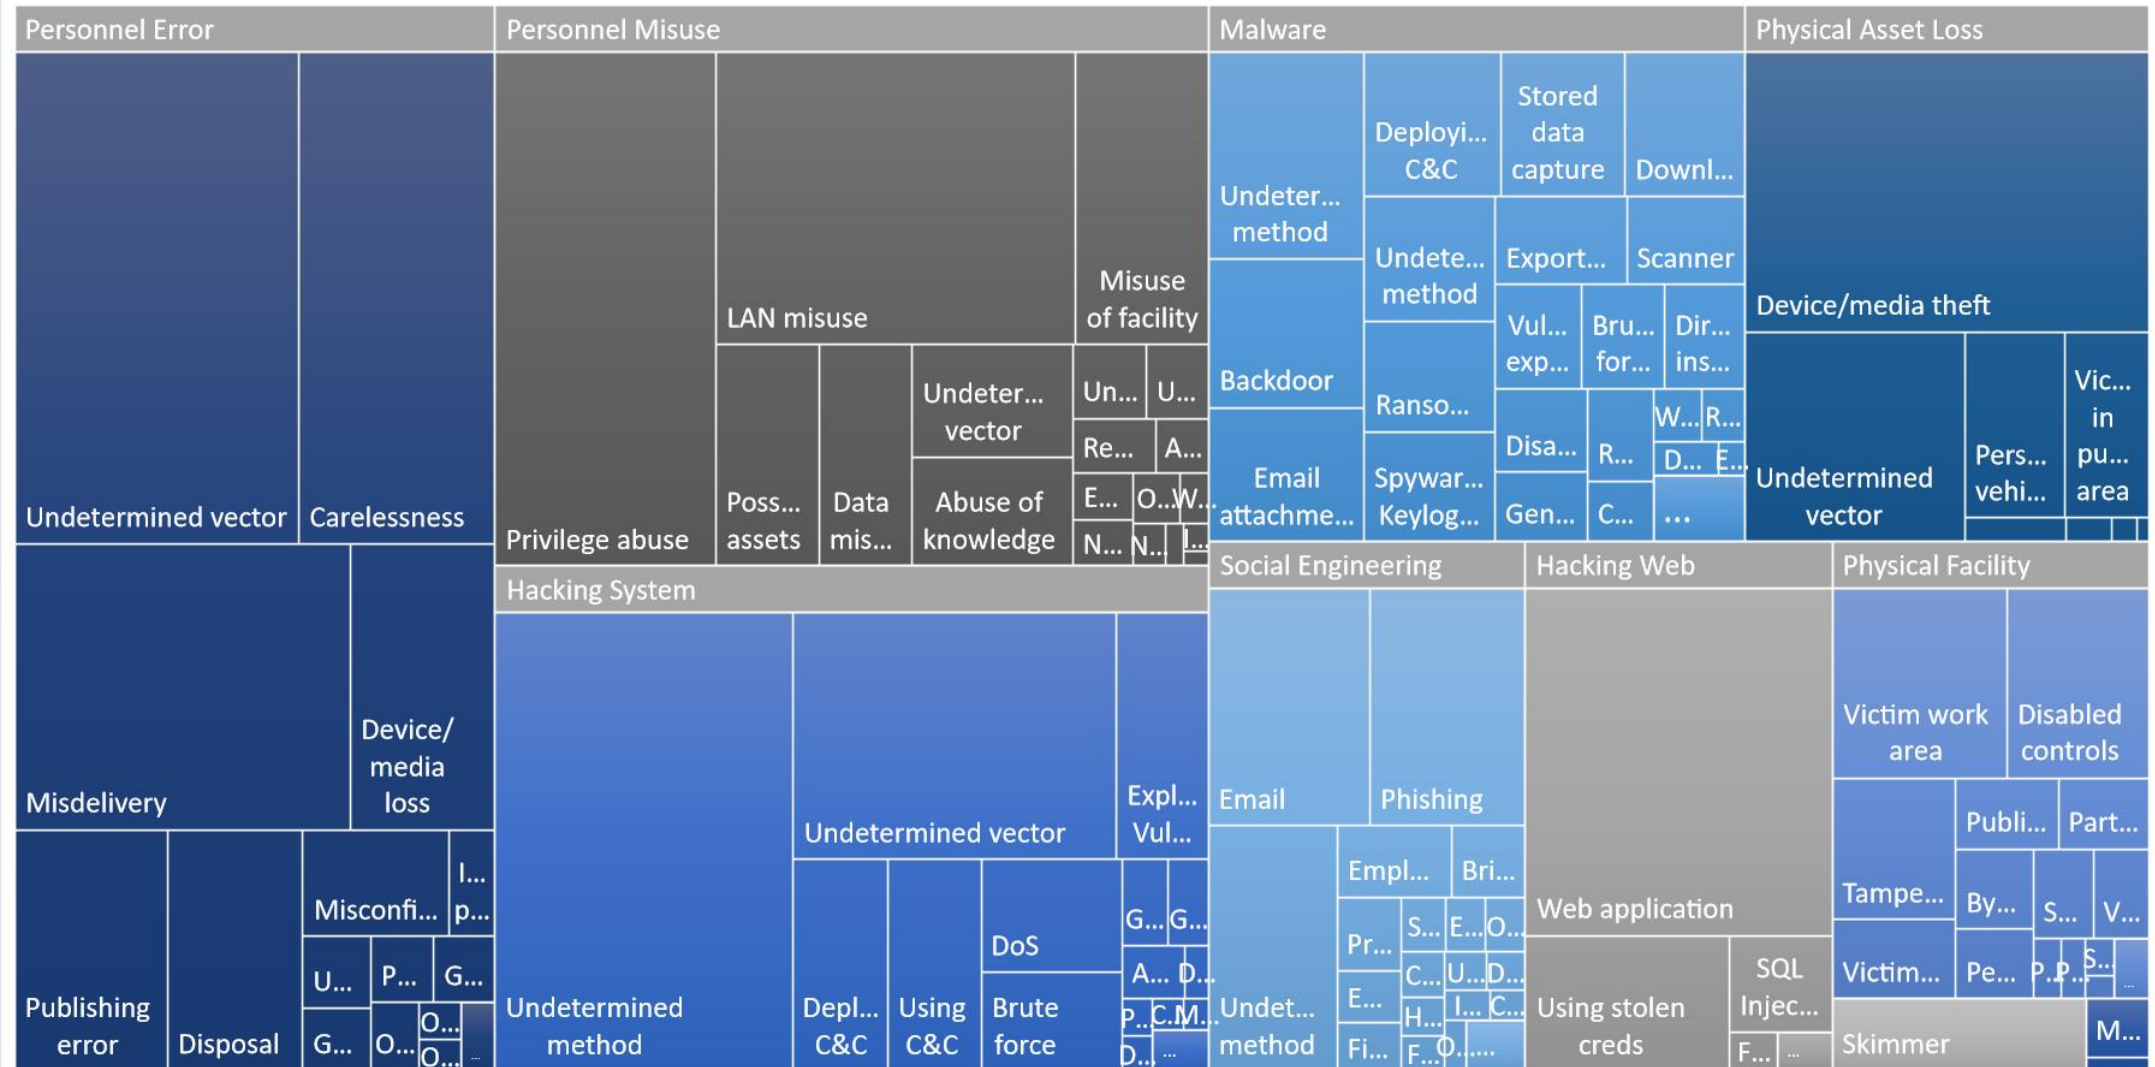 Personnel Error
Undetermined vector
Carelessness
Misdelivery
Device/
media
loss
Publishing
error
Disposal
Misconfi...
I...
p...
U...
P...
G...
G...
O...
O...
O...
...
Personnel Misuse
Privilege abuse
LAN misuse
Misuse
of facility
Poss...
assets
Data
mis...
Undeter...
vector
Abuse of
knowledge
Un...
U...
Re...
A...
E...
O...
W...
N...
N...
I...
Hacking System
Undetermined
method
Undetermined vector
Expl...
Vul...
Depl...
C&C
Using
C&C
DoS
Brute
force
G...
G...
A...
D...
P...
C...
M...
D...
...
Malware
Undeter...
method
Backdoor
Email
attachme...
Deployi...
C&C
Stored
data
capture
Downl...
Undete...
method
Export...
Scanner
Ranso...
Spywar...
Keylog...
Vul...
exp...
Bru...
for...
Dir...
ins...
Disa...
R...
W...
R...
D...
E...
Gen...
C...
...
Physical Asset Loss
Device/media theft
Undetermined
vector
Pers...
vehi...
Vic...
in
pu...
area
Social Engineering
Email
Phishing
Undet...
method
Empl...
Bri...
Pr...
S...
E...
O...
C...
U...
D...
E...
H...
I...
C...
Fi...
F...
O...
...
Hacking Web
Web application
Using stolen
creds
SQL
Injec...
F...
...
Physical Facility
Victim work
area
Disabled
controls
Tampe...
Publi...
Part...
By...
S...
V...
Victim...
Pe...
P...
P...
S...
...
Skimmer
M...